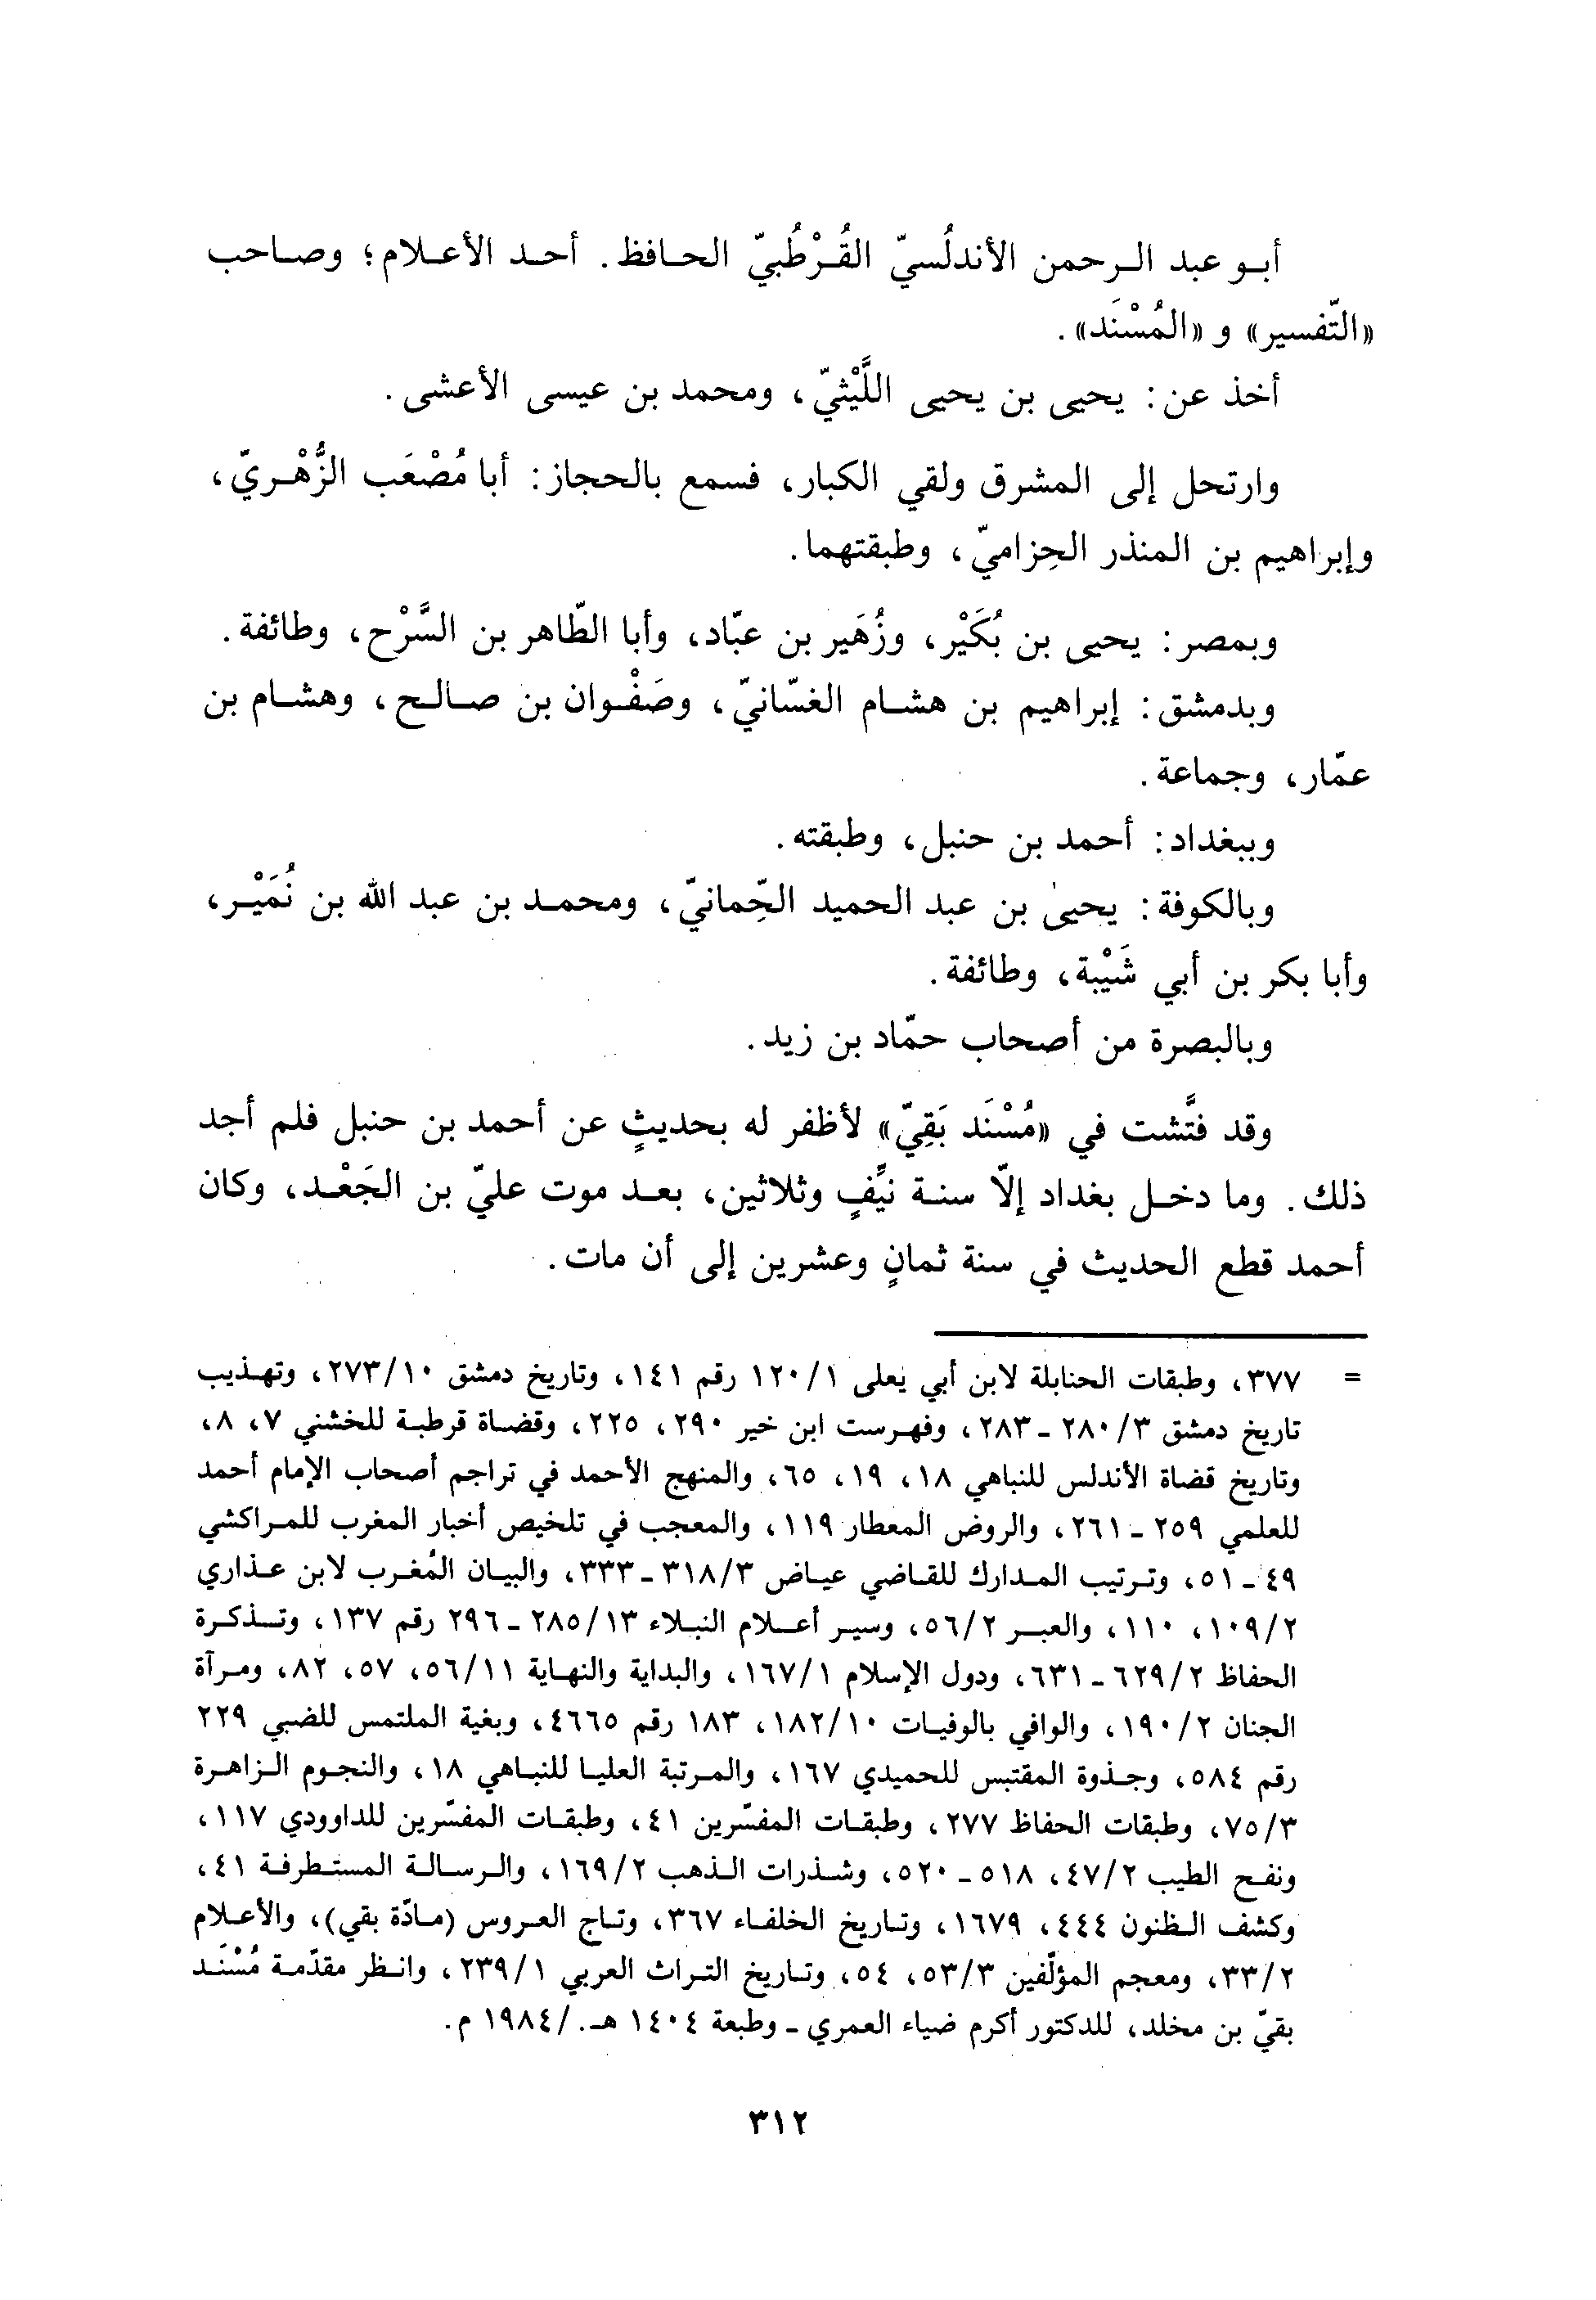 أبو عبد الرحمن الأندلُسيّ القُرْطُبيّ الحافظ. أحد الأعلام؛ وصاحب
«التّفسير» و «المُسْنَد».
أخذ عن: يحيى بن يحيى اللَّيْثيّ، ومحمد بن عيسى الأعشى.
وارتحل إلى المشرق ولقي الكبار، فسمع بالحجاز: أبا مُصْعَب الزُّهْريّ،
وإبراهيم بن المنذر الحِزاميّ، وطبقتهما.
وبمصر: يحيى بن بُكَيْر، وزُهَير بن عبّاد، وأبا الطّاهر بن السَّرْح، وطائفة.
وبدمشق: إبراهيم بن هشام الغسّانيّ، وصَفْوان بن صالح، وهشام بن
عمّار، وجماعة.
وببغداد: أحمد بن حنبل، وطبقته.
وبالكوفة: يحيىٰ بن عبد الحميد الحِّمانيّ، ومحمد بن عبد الله بن نُمَيْر،
وأبا بكر بن أبي شَيْبة، وطائفة.
وبالبصرة من أصحاب حمّاد بن زيد.
وقد فتَّشت في «مُسْنَد بَقِيّ» لأظفر له بحديثٍ عن أحمد بن حنبل فلم أجد
ذلك. وما دخل بغداد إلّا سنة نيِّفٍ وثلاثين، بعد موت عليّ بن الجَعْد، وكان
أحمد قطع الحديث في سنة ثمانٍ وعشرين إلى أن مات.
= ٣٧٧، وطبقات الحنابلة لابن أبي يَعلى ١/١٢٠ رقم ١٤١، وتاريخ دمشق ١٠/٢٧٣، وتهذيب
تاريخ دمشق ٣/٢٨٠ ـ ٢٨٣، وفهرست ابن خير ٢٩٠، ٢٢٥، وقضاة قرطبة للخشني ٧، ٨،
وتاريخ قضاة الأندلس للنباهي ١٨، ١٩، ٦٥، والمنهج الأحمد في تراجم أصحاب الإمام أحمد
للعلمي ٢٥٩ ـ ٢٦١، والروض المعطار ١١٩، والمعجب في تلخيص أخبار المغرب للمراكشي
٤٩ ـ ٥١، وترتيب المدارك للقاضي عياض ٣/٣١٨ ـ ٣٣٣، والبيان المُغرب لابن عذاري
٢/١٠٩، ١١٠، والعبر ٢/٥٦، وسير أعلام النبلاء ١٣/٢٨٥ ـ ٢٩٦ رقم ١٣٧، وتذكرة
الحفاظ ٢/٦٢٩ ـ ٦٣١، ودول الإسلام ١/١٦٧، والبداية والنهاية ١١/٥٦، ٥٧، ٨٢، ومرآة
الجنان ٢/١٩٠، والوافي بالوفيات ١٠/١٨٢، ١٨٣ رقم ٤٦٦٥، وبغية الملتمس للضبي ٢٢٩
رقم ٥٨٤، وجذوة المقتبس للحميدي ١٦٧، والمرتبة العليا للنباهي ١٨، والنجوم الزاهرة
٣/٧٥، وطبقات الحفاظ ٢٧٧، وطبقات المفسّرين ٤١، وطبقات المفسّرين للداوودي ١١٧،
ونفح الطيب ٢/٤٧، ٥١٨ ـ ٥٢٠، وشذرات الذهب ٢/١٦٩، والرسالة المستطرفة ٤١،
وكشف الظنون ٤٤٤، ١٦٧٩، وتاريخ الخلفاء ٣٦٧، وتاج العروس (مادّة بقي)، والأعلام
٢/٣٣، ومعجم المؤلّفين ٣/٥٣، ٥٤، وتاريخ التراث العربي ١/٢٣٩، وانظر مقدّمة مُسْنَد
بقيّ بن مخلد، للدكتور أكرم ضياء العمري ـ وطبعة ١٤٠٤ هـ./١٩٨٤ م.
٣١٢